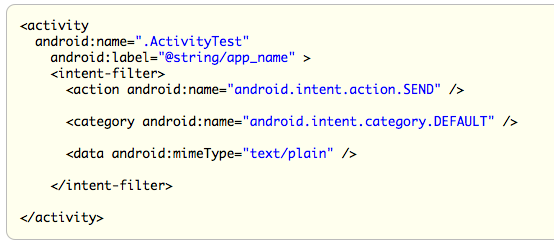 <activity
android:name=".ActivityTest"
android:label="@string/app_name" >
<intent-filter>
<action android:name="android.intent.action.SEND" />
<category android:name="android.intent.category.DEFAULT" />
<data android:mimeType="text/plain" />
</intent-filter>
</activity>